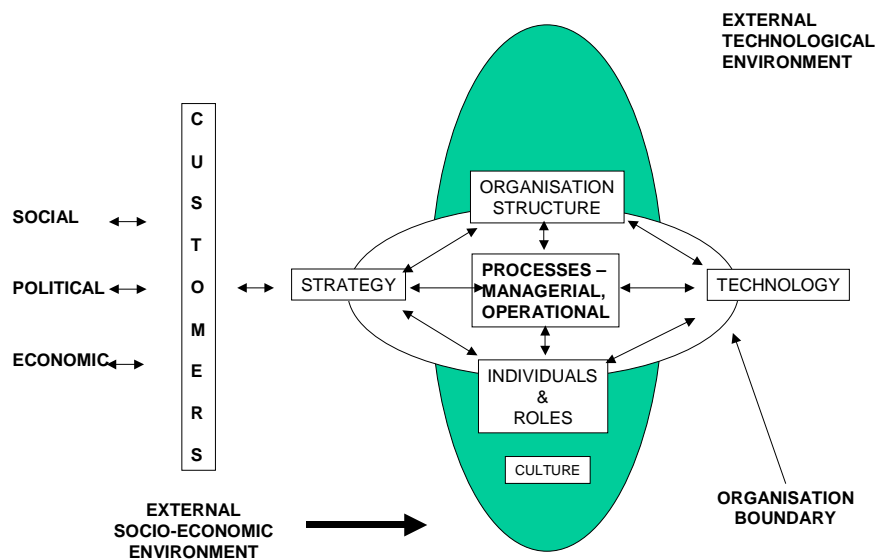 EXTERNAL
TECHNOLOGICAL
ENVIRONMENT
C
U
S
T
O
M
E
R
S
SOCIAL
POLITICAL
ECONOMIC
ORGANISATION
STRUCTURE
STRATEGY
PROCESSES –
MANAGERIAL,
OPERATIONAL
TECHNOLOGY
INDIVIDUALS
&
ROLES
CULTURE
EXTERNAL
SOCIO-ECONOMIC
ENVIRONMENT
ORGANISATION
BOUNDARY